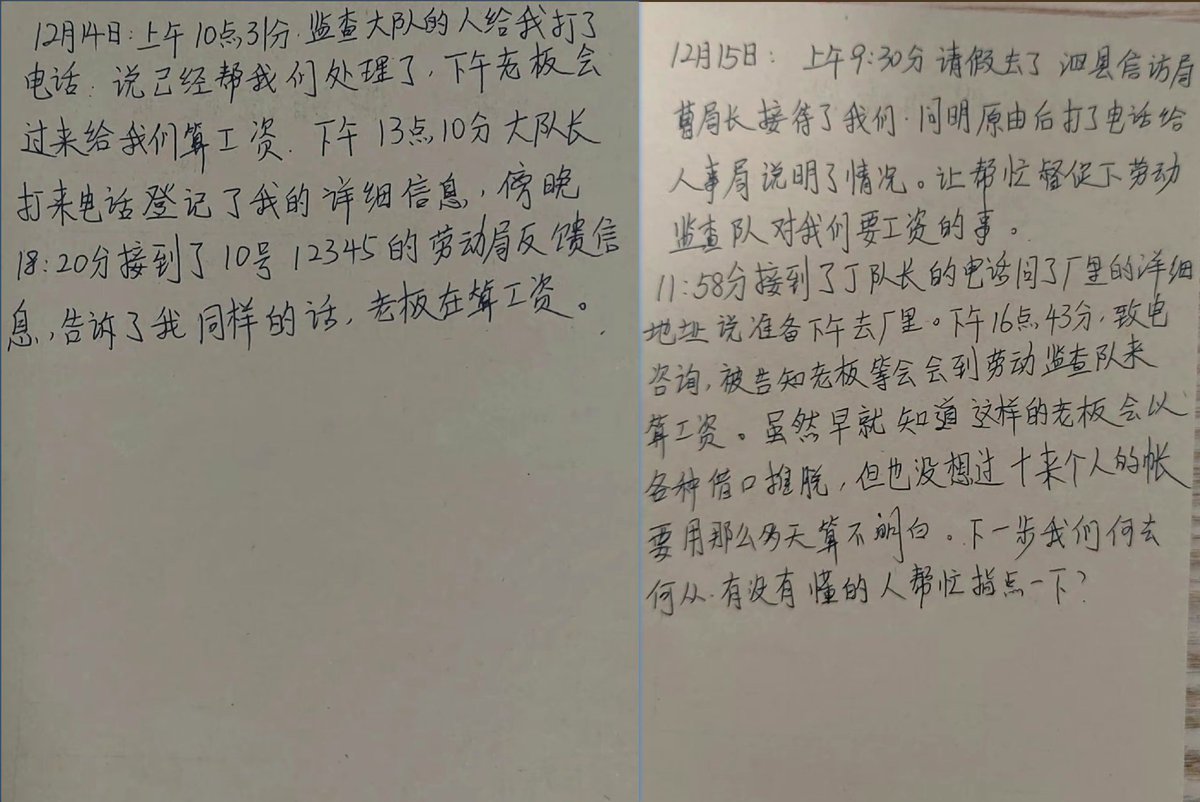 12月14日:上午10点31分.监查大队的人给我打了
电话:说已经帮我们处理了,下午老板会
过来给我们算工资.下午13点10分大队长
打来电话登记了我的详细信息,傍晚
18:20分接到了10号12345的劳动局反馈信
息,告诉了我同样的话,老板在算工资。
12月15日: 上午9:30分请假去了泗县信访局
曹局长接待了我们.问明原由后打了电话给
人事局说明了情况。让帮忙督促下劳动
监查队对我们要工资的事。
11:58分接到了丁队长的电话问了厂里的详细
地址说准备下午去厂里。下午16点43分,致电
咨询,被告知老板等会会到劳动监查队来
算工资。虽然早就知道这样的老板会以
各种借口推脱,但也没想过十来个人的帐
要用那么多天算不明白。下一步我们何去
何从.有没有懂的人帮忙指点一下?